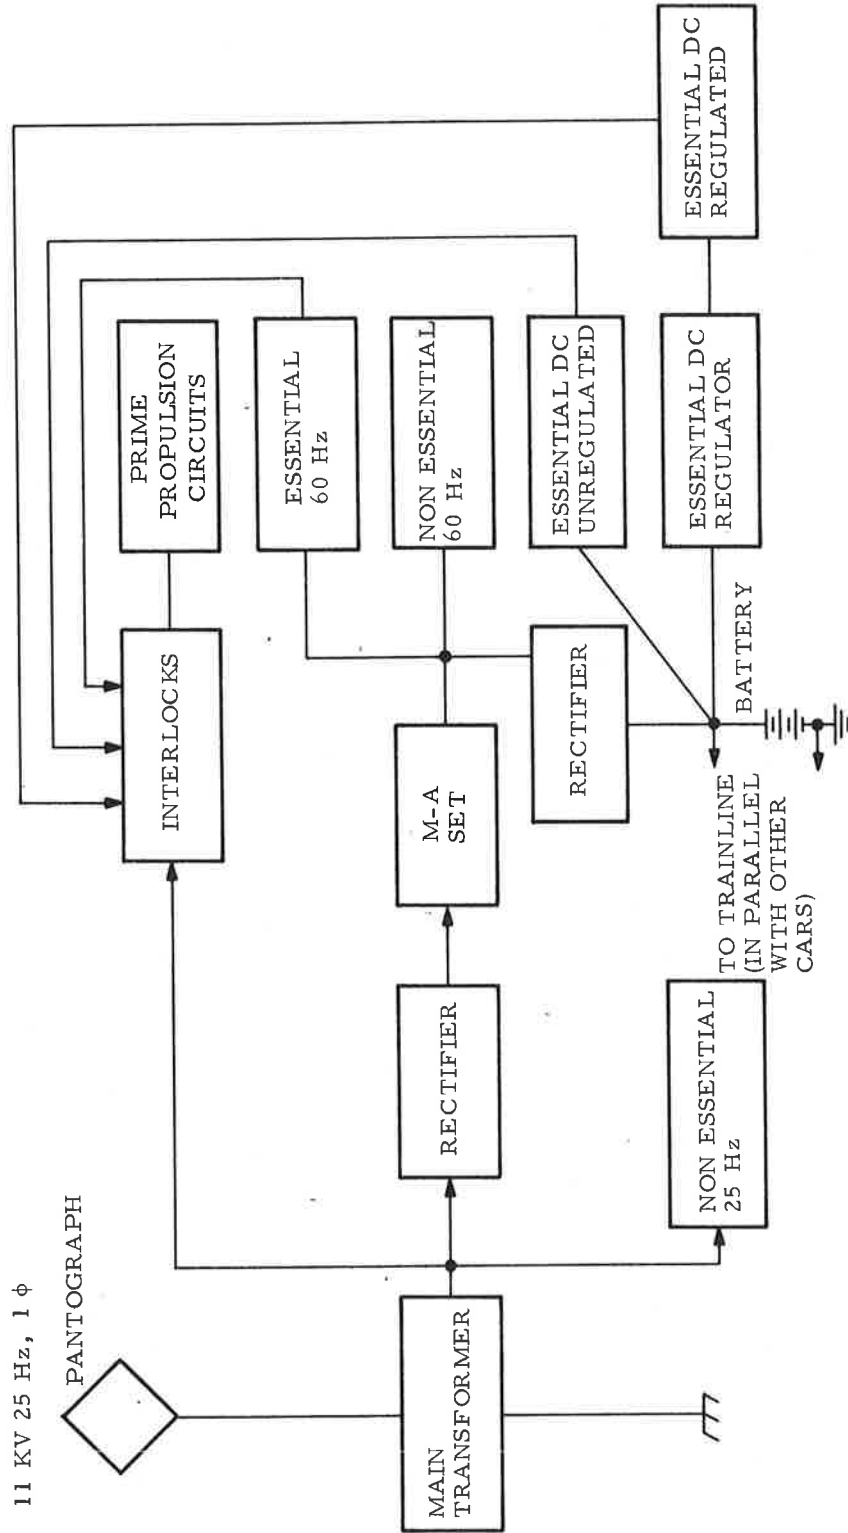 11 KV 25 Hz, 1 ϕ
PANTOGRAPH
MAIN
TRANSFORMER
RECTIFIER
NON ESSENTIAL
25 Hz
INTERLOCKS
M-A
SET
RECTIFIER
TO TRAINLINE
(IN PARALLEL
WITH OTHER
CARS)
BATTERY
PRIME
PROPULSION
CIRCUITS
ESSENTIAL
60 Hz
NON ESSENTIAL
60 Hz
ESSENTIAL DC
UNREGULATED
ESSENTIAL DC
REGULATOR
ESSENTIAL DC
REGULATED